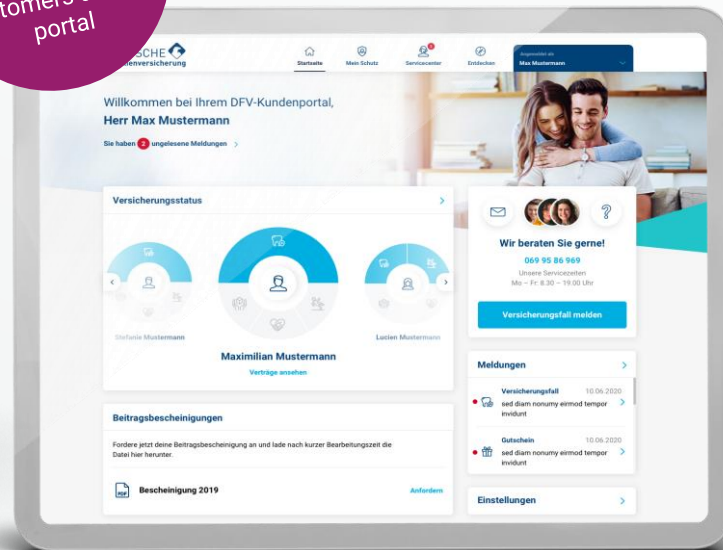 portal
SCHE
Startseite
Mein Schutz
Servicecenter
Entdecken
Angemeldet als
Max Mustermann
Willkommen bei Ihrem DFV-Kundenportal,
Herr Max Mustermann
Sie haben 2 ungelesene Meldungen
Versicherungsstatus
Stefanie Mustermann
Lucien Mustermann
Maximilian Mustermann
Verträge ansehen
Wir beraten Sie gerne!
069 95 86 969
Unsere Servicezeiten
Mo – Fr: 8.30 – 19.00 Uhr
Versicherungsfall melden
Meldungen
Versicherungsfall 10.06.2020
sed diam nonumy eirmod tempor
invidunt
Gutschein 10.06.2020
sed diam nonumy eirmod tempor
invidunt
Beitragsbescheinigungen
Fordere jetzt deine Beitragsbescheinigung an und lade nach kurzer Bearbeitungszeit die
Datei hier herunter.
PDF
Bescheinigung 2019
Anfordern
Einstellungen